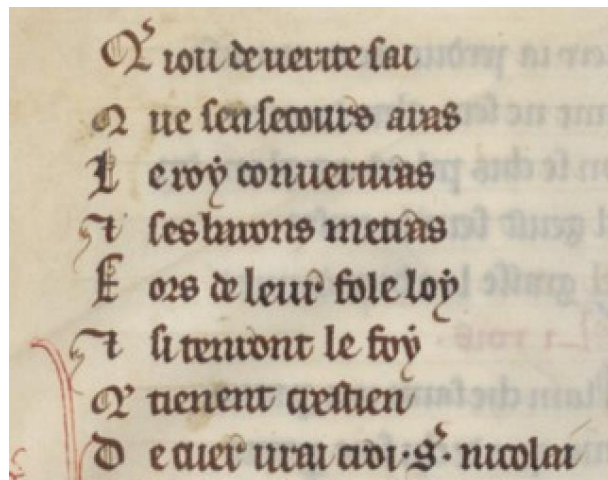 Q̃ iou de uerite sai
Que sen secours aras
Le roy conuertiras
Et ses barons metras
Fors de leur fole loy
Et si tenront le foy
Q̃ tienent crestien
De cuer urai croi ·S· nicolai